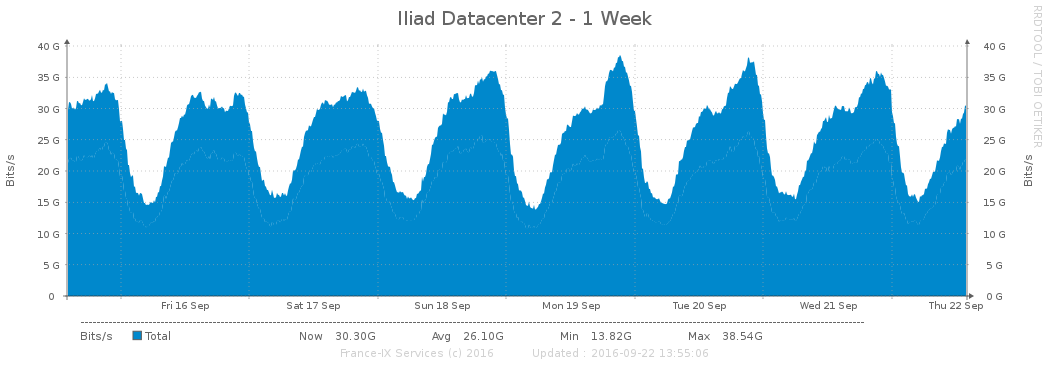 Iliad Datacenter 2 - 1 Week
RRDTOOL / TOBI OETIKER
Bits/s
40 G
35 G
30 G
25 G
20 G
15 G
10 G
5 G
0
40 G
35 G
30 G
25 G
20 G
15 G
10 G
5 G
0 G
Bits/s
Fri 16 Sep Sat 17 Sep Sun 18 Sep Mon 19 Sep Tue 20 Sep Wed 21 Sep Thu 22 Sep
Bits/s Total Now 30.30G Avg 26.10G Min 13.82G Max 38.54G
France-IX Services (c) 2016 Updated : 2016-09-22 13:55:06